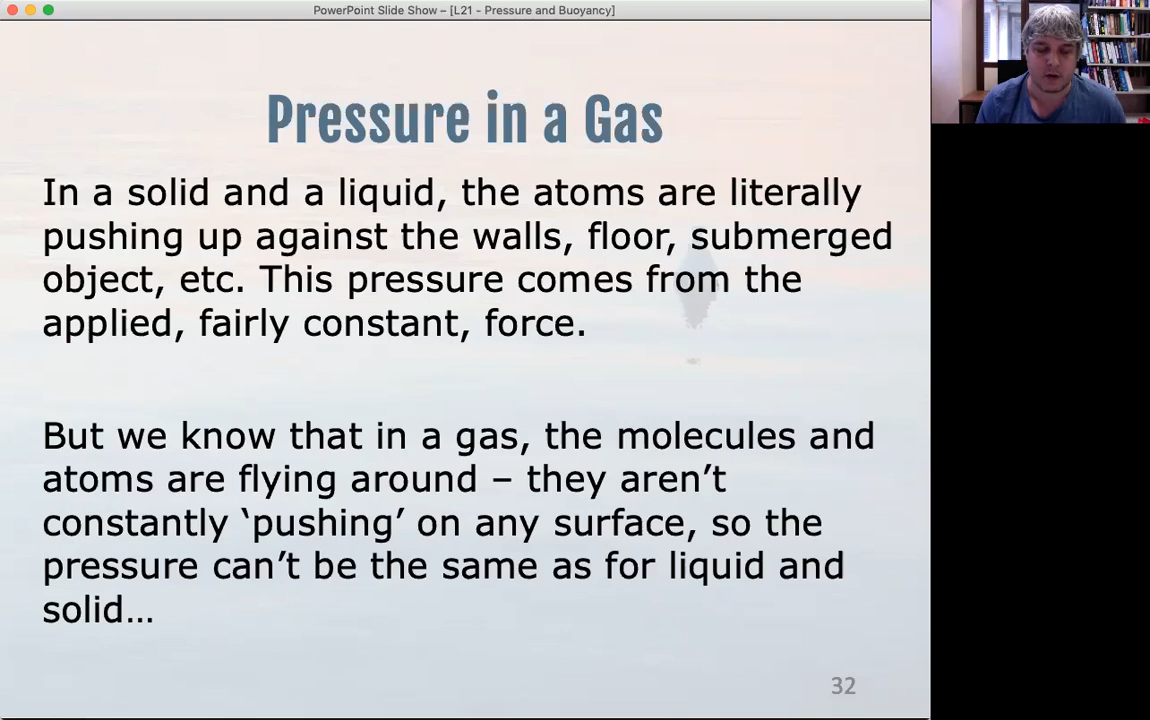 PowerPoint Slide Show – [L21 - Pressure and Buoyancy]
Pressure in a Gas
In a solid and a liquid, the atoms are literally
pushing up against the walls, floor, submerged
object, etc. This pressure comes from the
applied, fairly constant, force.
But we know that in a gas, the molecules and
atoms are flying around – they aren’t
constantly ‘pushing’ on any surface, so the
pressure can’t be the same as for liquid and
solid…
32